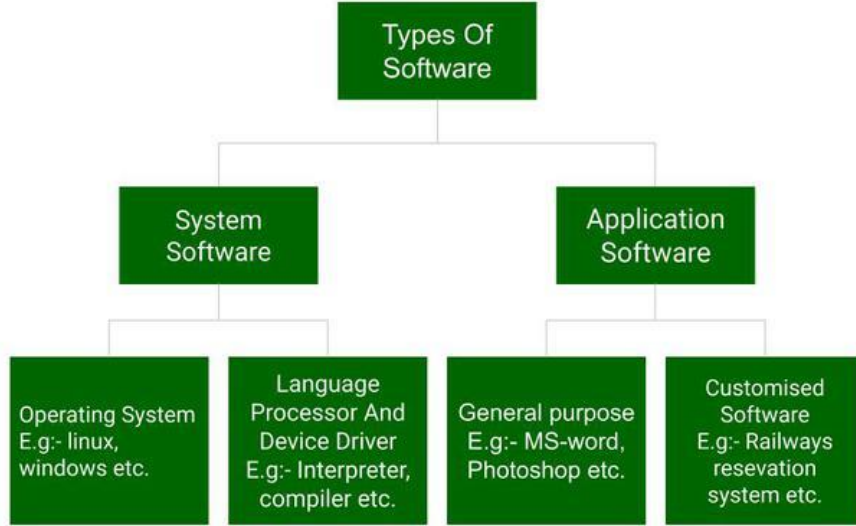 Types Of
Software
System
Software
Application
Software
Operating System
E.g:- linux,
windows etc.
Language
Processor And
Device Driver
E.g:- Interpreter,
compiler etc.
General purpose
E.g:- MS-word,
Photoshop etc.
Customised
Software
E.g:- Railways
resevation
system etc.